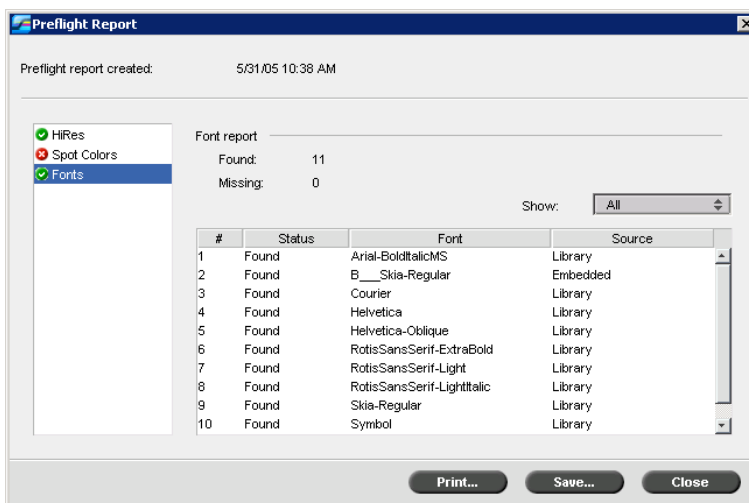 Preflight Report
Preflight report created: 5/31/05 10:38 AM
HiRes
Spot Colors
Fonts
Font report
Found: 11
Missing: 0
Show: All
# Status Font Source
1 Found Arial-BoldItalicMS Library
2 Found B___Skia-Regular Embedded
3 Found Courier Library
4 Found Helvetica Library
5 Found Helvetica-Oblique Library
6 Found RotisSansSerif-ExtraBold Library
7 Found RotisSansSerif-Light Library
8 Found RotisSansSerif-LightItalic Library
9 Found Skia-Regular Library
10 Found Symbol Library
Print... Save... Close